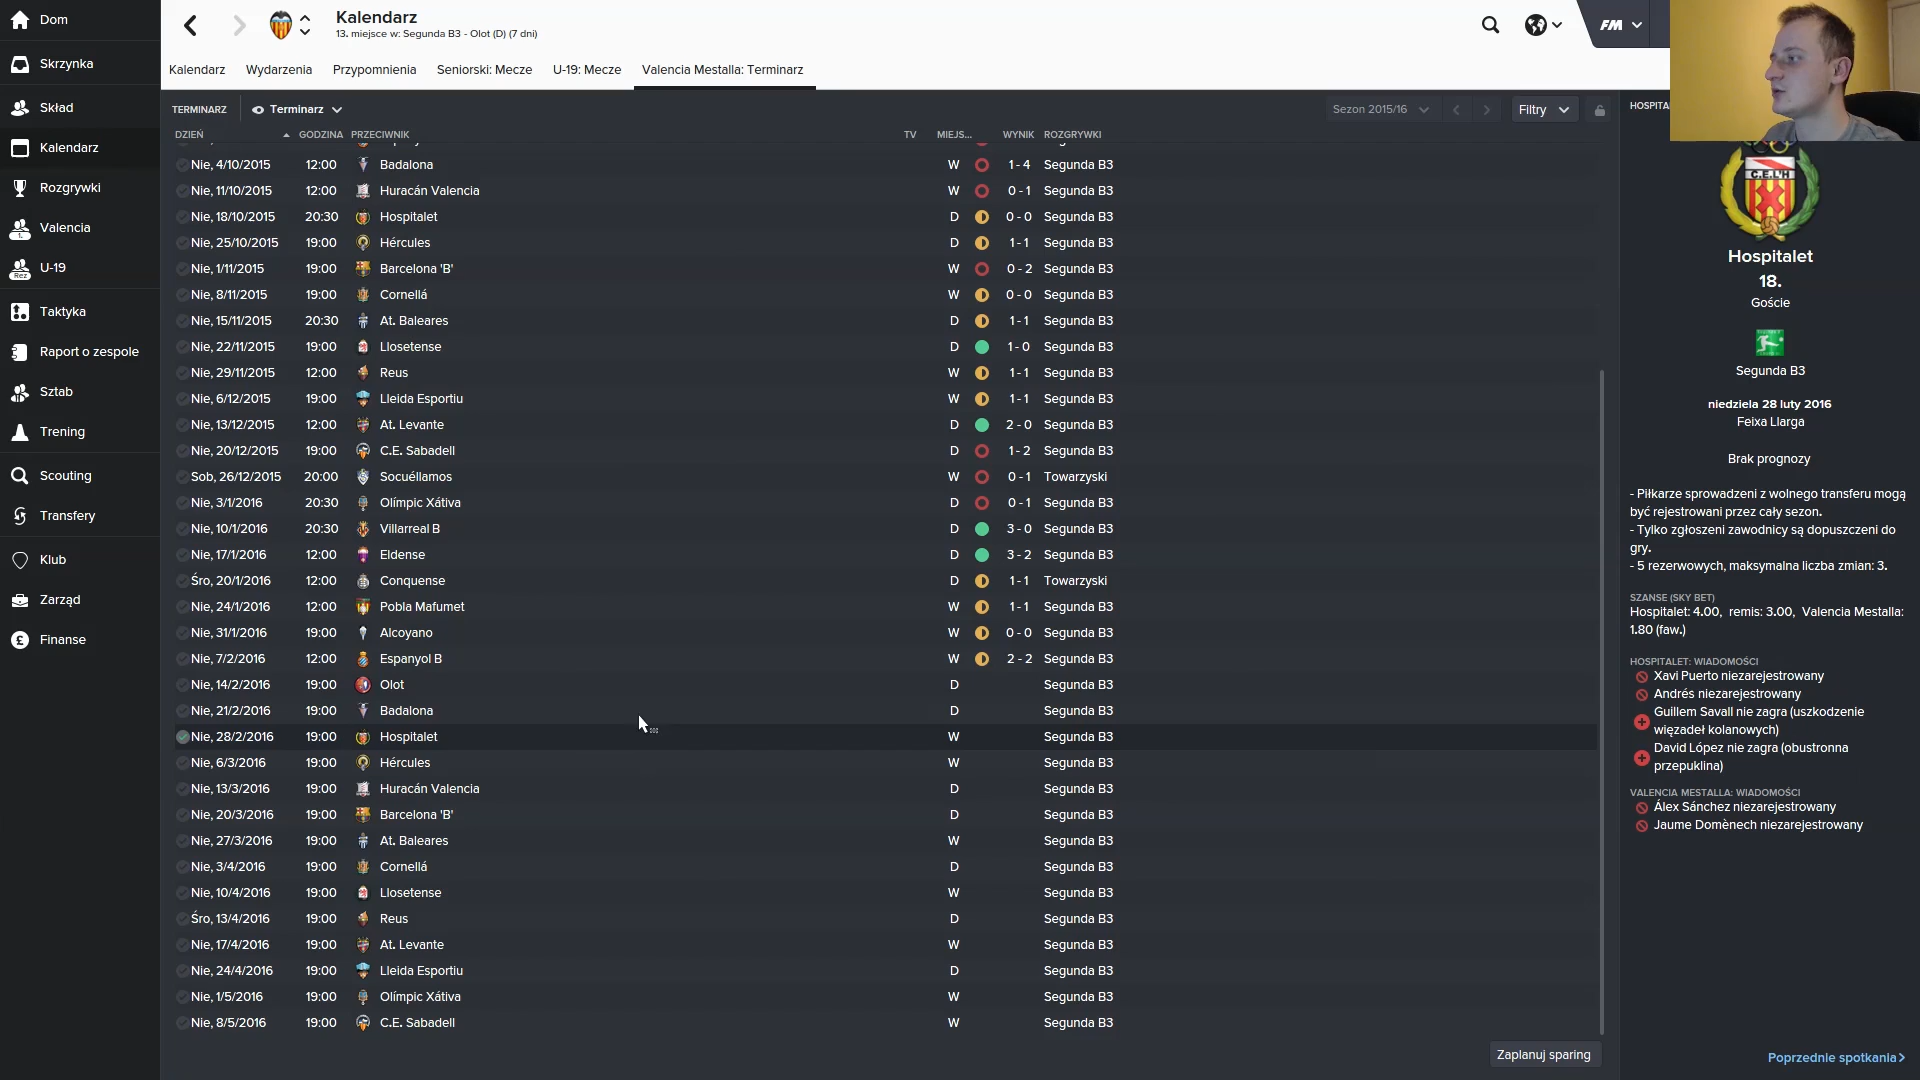 Dom
Skrzynka
Skład
Kalendarz
Rozgrywki
Valencia
U-19
Taktyka
Raport o zespole
Sztab
Trening
Scouting
Transfery
Klub
Zarząd
Finanse
Kalendarz
13. miejsce w: Segunda B3 - Olot (D) (7 dni)
FM
Kalendarz Wydarzenia Przypomnienia Seniorski: Mecze U-19: Mecze Valencia Mestalla: Terminarz
TERMINARZ Terminarz Sezon 2015/16 Filtry
DZIEŃ GODZINA PRZECIWNIK TV MIEJS... WYNIK ROZGRYWKI
Nie, 4/10/2015 12:00 Badalona W 1 - 4 Segunda B3
Nie, 11/10/2015 12:00 Huracán Valencia W 0 - 1 Segunda B3
Nie, 18/10/2015 20:30 Hospitalet D 0 - 0 Segunda B3
Nie, 25/10/2015 19:00 Hércules D 1 - 1 Segunda B3
Nie, 1/11/2015 19:00 Barcelona 'B' W 0 - 2 Segunda B3
Nie, 8/11/2015 19:00 Cornellá W 0 - 0 Segunda B3
Nie, 15/11/2015 20:30 At. Baleares D 1 - 1 Segunda B3
Nie, 22/11/2015 19:00 Llosetense D 1 - 0 Segunda B3
Nie, 29/11/2015 12:00 Reus W 1 - 1 Segunda B3
Nie, 6/12/2015 19:00 Lleida Esportiu W 1 - 1 Segunda B3
Nie, 13/12/2015 12:00 At. Levante D 2 - 0 Segunda B3
Nie, 20/12/2015 19:00 C.E. Sabadell D 1 - 2 Segunda B3
Sob, 26/12/2015 20:00 Socuéllamos W 0 - 1 Towarzyski
Nie, 3/1/2016 20:30 Olímpic Xátiva D 0 - 1 Segunda B3
Nie, 10/1/2016 20:30 Villarreal B D 3 - 0 Segunda B3
Nie, 17/1/2016 12:00 Eldense D 3 - 2 Segunda B3
Śro, 20/1/2016 12:00 Conquense D 1 - 1 Towarzyski
Nie, 24/1/2016 12:00 Pobla Mafumet W 1 - 1 Segunda B3
Nie, 31/1/2016 19:00 Alcoyano W 0 - 0 Segunda B3
Nie, 7/2/2016 12:00 Espanyol B W 2 - 2 Segunda B3
Nie, 14/2/2016 19:00 Olot D Segunda B3
Nie, 21/2/2016 19:00 Badalona D Segunda B3
Nie, 28/2/2016 19:00 Hospitalet W Segunda B3
Nie, 6/3/2016 19:00 Hércules W Segunda B3
Nie, 13/3/2016 19:00 Huracán Valencia D Segunda B3
Nie, 20/3/2016 19:00 Barcelona 'B' D Segunda B3
Nie, 27/3/2016 19:00 At. Baleares W Segunda B3
Nie, 3/4/2016 19:00 Cornellá D Segunda B3
Nie, 10/4/2016 19:00 Llosetense W Segunda B3
Śro, 13/4/2016 19:00 Reus D Segunda B3
Nie, 17/4/2016 19:00 At. Levante W Segunda B3
Nie, 24/4/2016 19:00 Lleida Esportiu D Segunda B3
Nie, 1/5/2016 19:00 Olímpic Xátiva W Segunda B3
Nie, 8/5/2016 19:00 C.E. Sabadell W Segunda B3
Zaplanuj sparing
C.E.L'H
Hospitalet
18.
Goście
Segunda B3
niedziela 28 luty 2016
Feixa Llarga
Brak prognozy
- Piłkarze sprowadzeni z wolnego transferu mogą
być rejestrowani przez cały sezon.
- Tylko zgłoszeni zawodnicy są dopuszczeni do
gry.
- 5 rezerwowych, maksymalna liczba zmian: 3.
SZANSE (SKY BET)
Hospitalet: 4.00, remis: 3.00, Valencia Mestalla:
1.80 (faw.)
HOSPITALET: WIADOMOŚCI
Xavi Puerto niezarejestrowany
Andrés niezarejestrowany
Guillem Savall nie zagra (uszkodzenie
więzadeł kolanowych)
David López nie zagra (obustronna
przepuklina)
VALENCIA MESTALLA: WIADOMOŚCI
Álex Sánchez niezarejestrowany
Jaume Domènech niezarejestrowany
Poprzednie spotkania